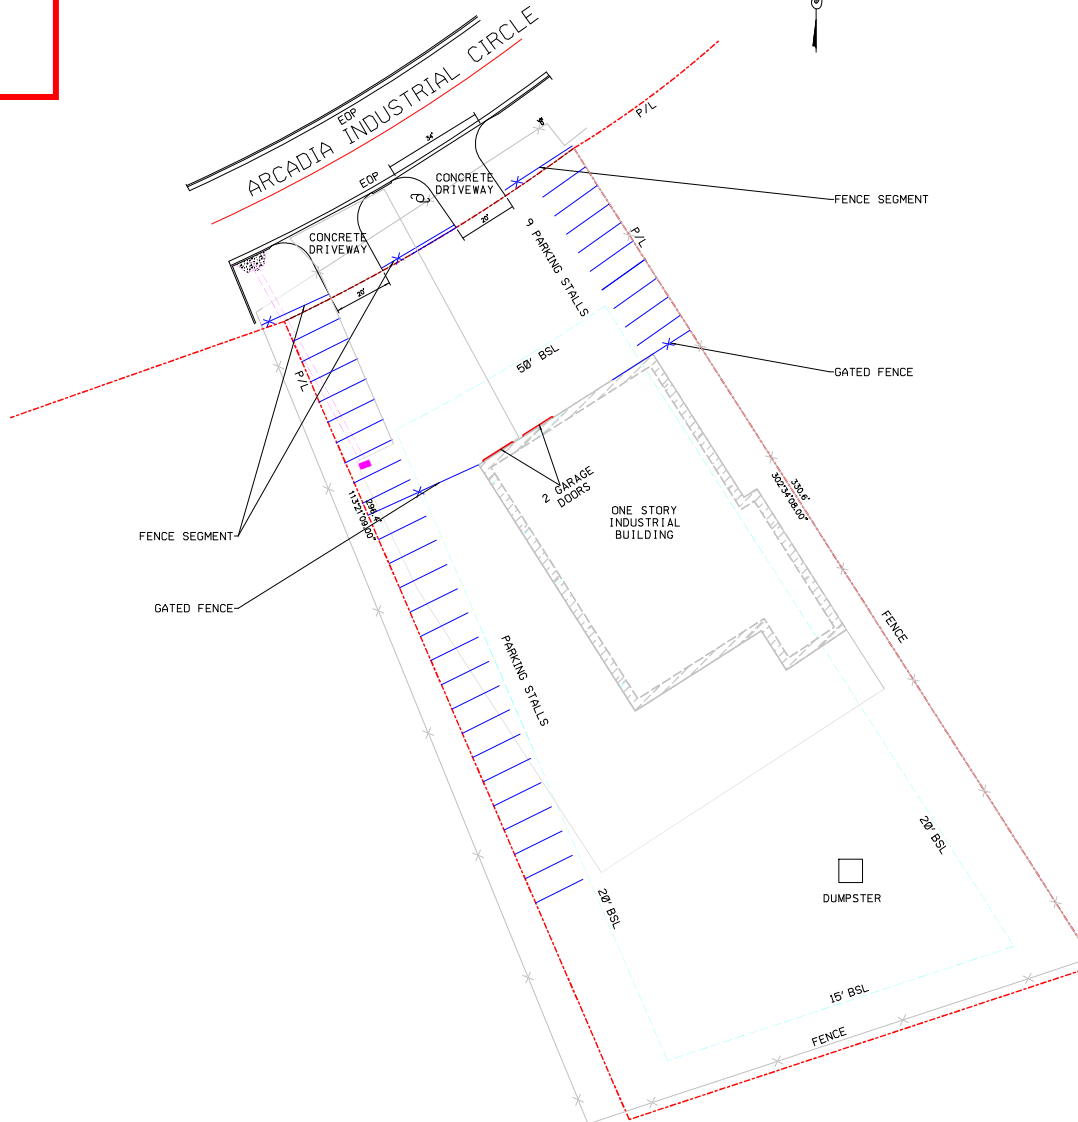 ARCADIA INDUSTRIAL CIRCLE
EOP
EOP
34'
P/L
CONCRETE
DRIVEWAY
FENCE SEGMENT
20'
9 PARKING STALLS
P/L
CONCRETE
DRIVEWAY
20'
P/L
50' BSL
GATED FENCE
2 GARAGE
DOORS
330.6'
302°34'08.00"
ONE STORY
INDUSTRIAL
BUILDING
113°21'09.00"
FENCE SEGMENT
GATED FENCE
FENCE
PARKING STALLS
20' BSL
DUMPSTER
20' BSL
15' BSL
FENCE